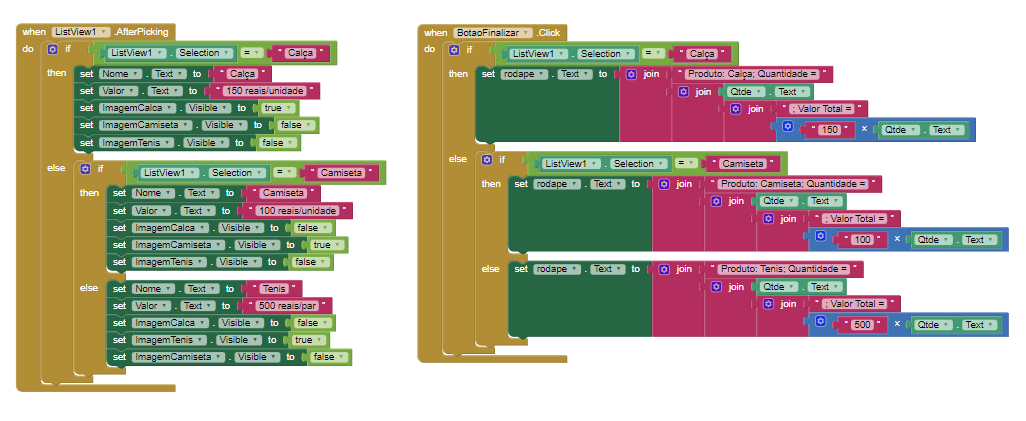 when ListView1 .AfterPicking
do if ListView1 . Selection = " Calça "
then set Nome . Text to " Calça "
set Valor . Text to " 150 reais/unidade "
set ImagemCalca . Visible to true
set ImagemCamiseta . Visible to false
set ImagemTenis . Visible to false
else if ListView1 . Selection = " Camiseta "
then set Nome . Text to " Camiseta "
set Valor . Text to " 100 reais/unidade "
set ImagemCalca . Visible to false
set ImagemCamiseta . Visible to true
set ImagemTenis . Visible to false
else set Nome . Text to " Tenis "
set Valor . Text to " 500 reais/par "
set ImagemCalca . Visible to false
set ImagemTenis . Visible to true
set ImagemCamiseta . Visible to false
when BotaoFinalizar .Click
do if ListView1 . Selection = " Calça "
then set rodape . Text to join " Produto: Calça; Quantidade = "
join Qtde . Text
join " ; Valor Total = "
" 150 " × Qtde . Text
else if ListView1 . Selection = " Camiseta "
then set rodape . Text to join " Produto: Camiseta; Quantidade = "
join Qtde . Text
join " ; Valor Total = "
" 100 " × Qtde . Text
else set rodape . Text to join " Produto: Tenis; Quantidade = "
join Qtde . Text
join " ; Valor Total = "
" 500 " × Qtde . Text